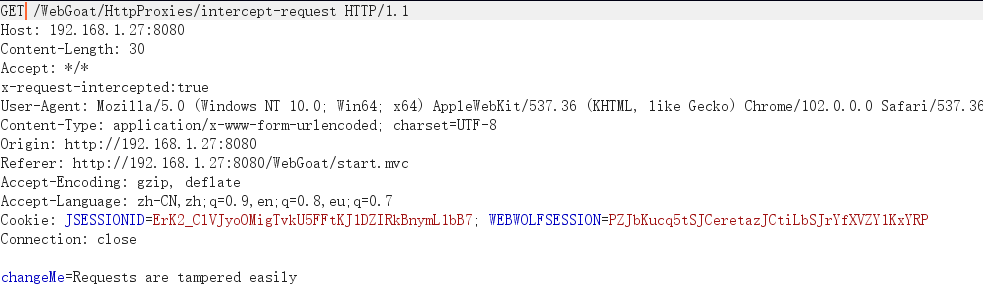 GET /WebGoat/HttpProxies/intercept-request HTTP/1.1
Host: 192.168.1.27:8080
Content-Length: 30
Accept: */*
x-request-intercepted:true
User-Agent: Mozilla/5.0 (Windows NT 10.0; Win64; x64) AppleWebKit/537.36 (KHTML, like Gecko) Chrome/102.0.0.0 Safari/537.36
Content-Type: application/x-www-form-urlencoded; charset=UTF-8
Origin: http://192.168.1.27:8080
Referer: http://192.168.1.27:8080/WebGoat/start.mvc
Accept-Encoding: gzip, deflate
Accept-Language: zh-CN,zh;q=0.9,en;q=0.8,eu;q=0.7
Cookie: JSESSIONID=ErK2_ClVJyoOMigTvkU5FFtKJ1DZIRkBnymL1bB7; WEBWOLFSESSION=PZJbKucq5tSJCeretazJCtiLbSJrYfXVZY1KxYRP
Connection: close

changeMe=Requests are tampered easily